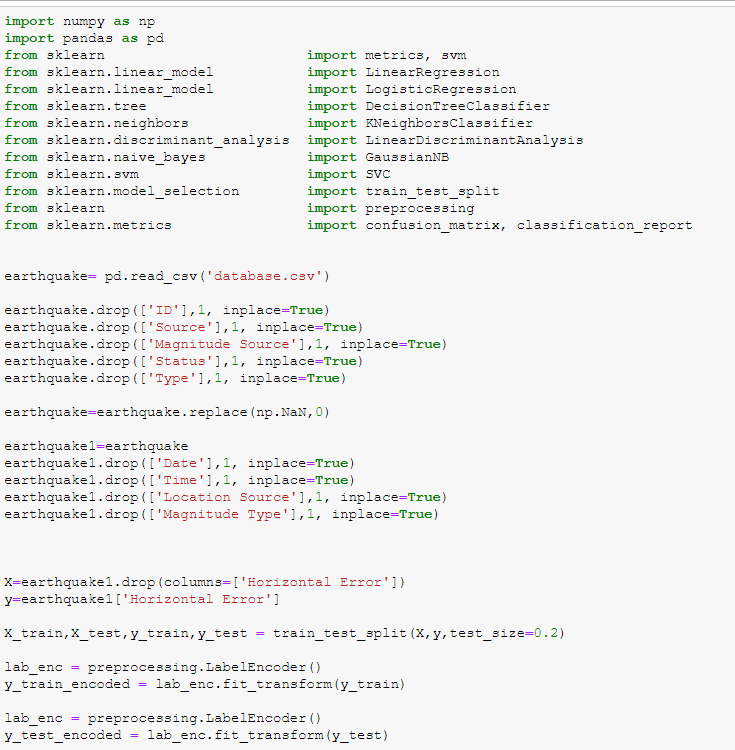 import numpy as np
import pandas as pd
from sklearn                        import metrics, svm
from sklearn.linear_model           import LinearRegression
from sklearn.linear_model           import LogisticRegression
from sklearn.tree                   import DecisionTreeClassifier
from sklearn.neighbors              import KNeighborsClassifier
from sklearn.discriminant_analysis  import LinearDiscriminantAnalysis
from sklearn.naive_bayes            import GaussianNB
from sklearn.svm                    import SVC
from sklearn.model_selection        import train_test_split
from sklearn                        import preprocessing
from sklearn.metrics                import confusion_matrix, classification_report
earthquake= pd.read_csv('database.csv')
earthquake.drop(['ID'],1, inplace=True)
earthquake.drop(['Source'],1, inplace=True)
earthquake.drop(['Magnitude Source'],1, inplace=True)
earthquake.drop(['Status'],1, inplace=True)
earthquake.drop(['Type'],1, inplace=True)
earthquake=earthquake.replace(np.NaN,0)
earthquake1=earthquake
earthquake1.drop(['Date'],1, inplace=True)
earthquake1.drop(['Time'],1, inplace=True)
earthquake1.drop(['Location Source'],1, inplace=True)
earthquake1.drop(['Magnitude Type'],1, inplace=True)
X=earthquake1.drop(columns=['Horizontal Error'])
y=earthquake1['Horizontal Error']
X_train,X_test,y_train,y_test = train_test_split(X,y,test_size=0.2)
lab_enc = preprocessing.LabelEncoder()
y_train_encoded = lab_enc.fit_transform(y_train)
lab_enc = preprocessing.LabelEncoder()
y_test_encoded = lab_enc.fit_transform(y_test)